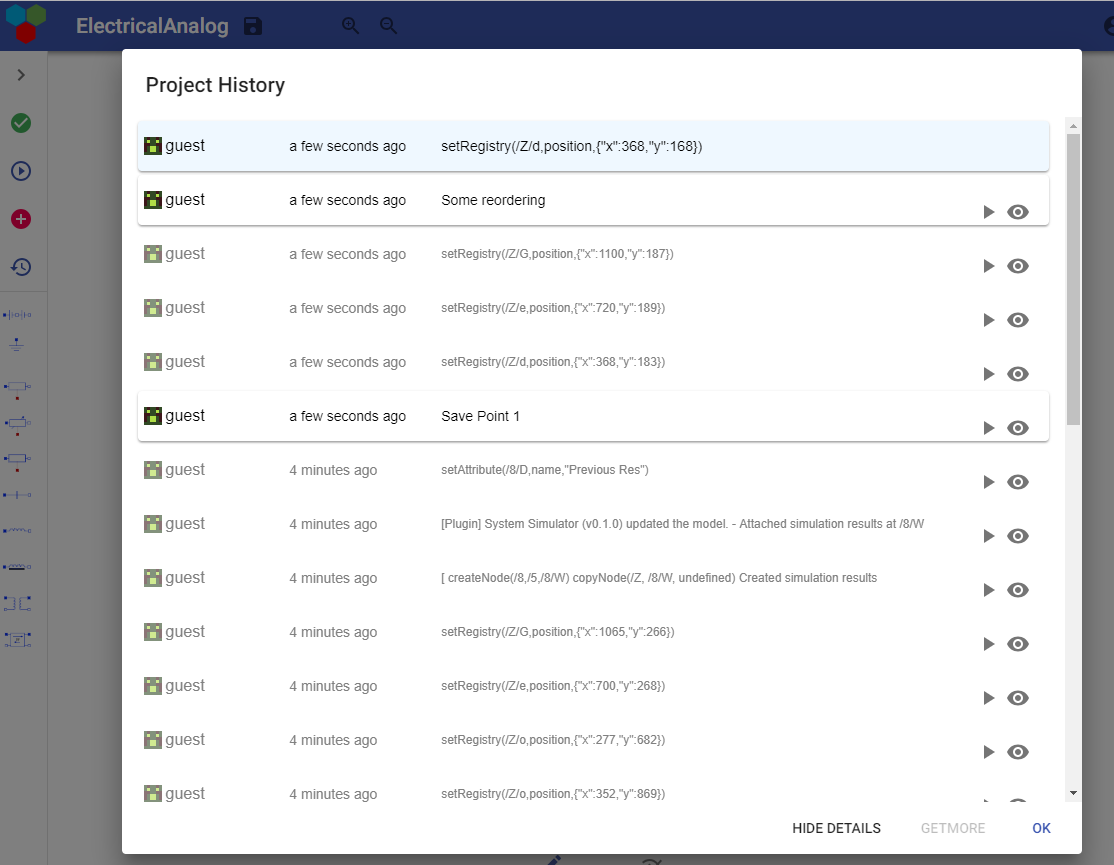 ElectricalAnalog
Project History
guest a few seconds ago setRegistry(/Z/d,position,{"x":368,"y":168})
guest a few seconds ago Some reordering
guest a few seconds ago setRegistry(/Z/G,position,{"x":1100,"y":187})
guest a few seconds ago setRegistry(/Z/e,position,{"x":720,"y":189})
guest a few seconds ago setRegistry(/Z/d,position,{"x":368,"y":183})
guest a few seconds ago Save Point 1
guest 4 minutes ago setAttribute(/8/D,name,"Previous Res")
guest 4 minutes ago [Plugin] System Simulator (v0.1.0) updated the model. - Attached simulation results at /8/W
guest 4 minutes ago [ createNode(/8,/5,/8/W) copyNode(/Z, /8/W, undefined) Created simulation results
guest 4 minutes ago setRegistry(/Z/G,position,{"x":1065,"y":266})
guest 4 minutes ago setRegistry(/Z/e,position,{"x":700,"y":268})
guest 4 minutes ago setRegistry(/Z/o,position,{"x":277,"y":682})
guest 4 minutes ago setRegistry(/Z/o,position,{"x":352,"y":869})
HIDE DETAILS GETMORE OK